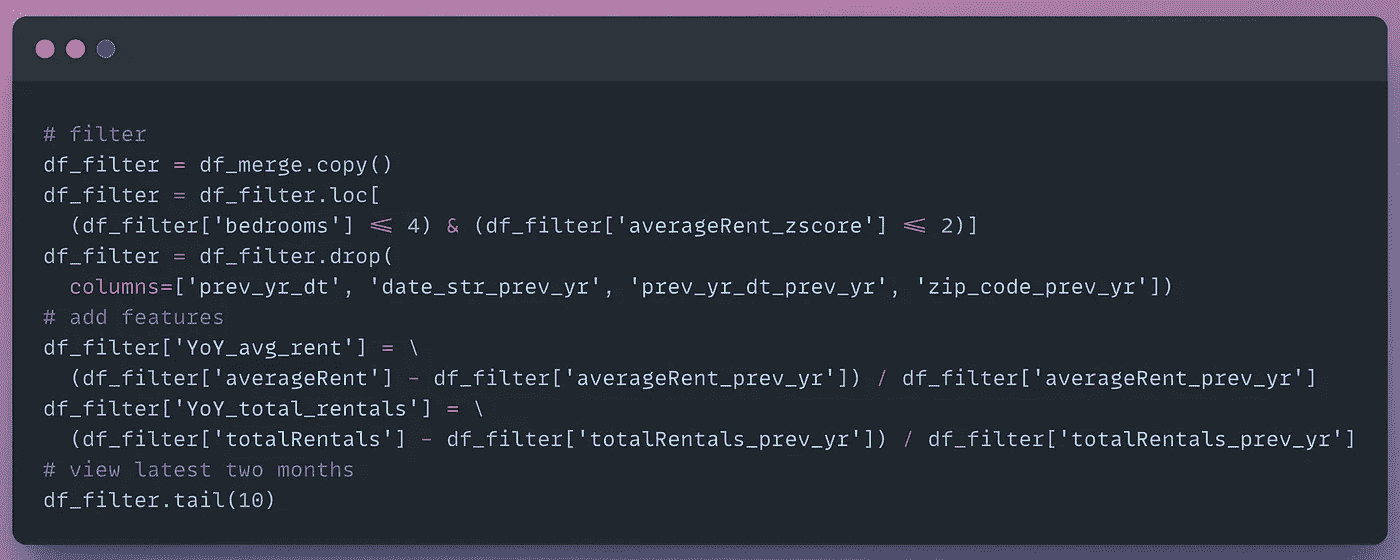 # filter
df_filter = df_merge.copy()
df_filter = df_filter.loc[
  (df_filter['bedrooms'] <= 4) & (df_filter['averageRent_zscore'] <= 2)]
df_filter = df_filter.drop(
  columns=['prev_yr_dt', 'date_str_prev_yr', 'prev_yr_dt_prev_yr', 'zip_code_prev_yr'])
# add features
df_filter['YoY_avg_rent'] = \
  (df_filter['averageRent'] - df_filter['averageRent_prev_yr']) / df_filter['averageRent_prev_yr']
df_filter['YoY_total_rentals'] = \
  (df_filter['totalRentals'] - df_filter['totalRentals_prev_yr']) / df_filter['totalRentals_prev_yr']
# view latest two months
df_filter.tail(10)